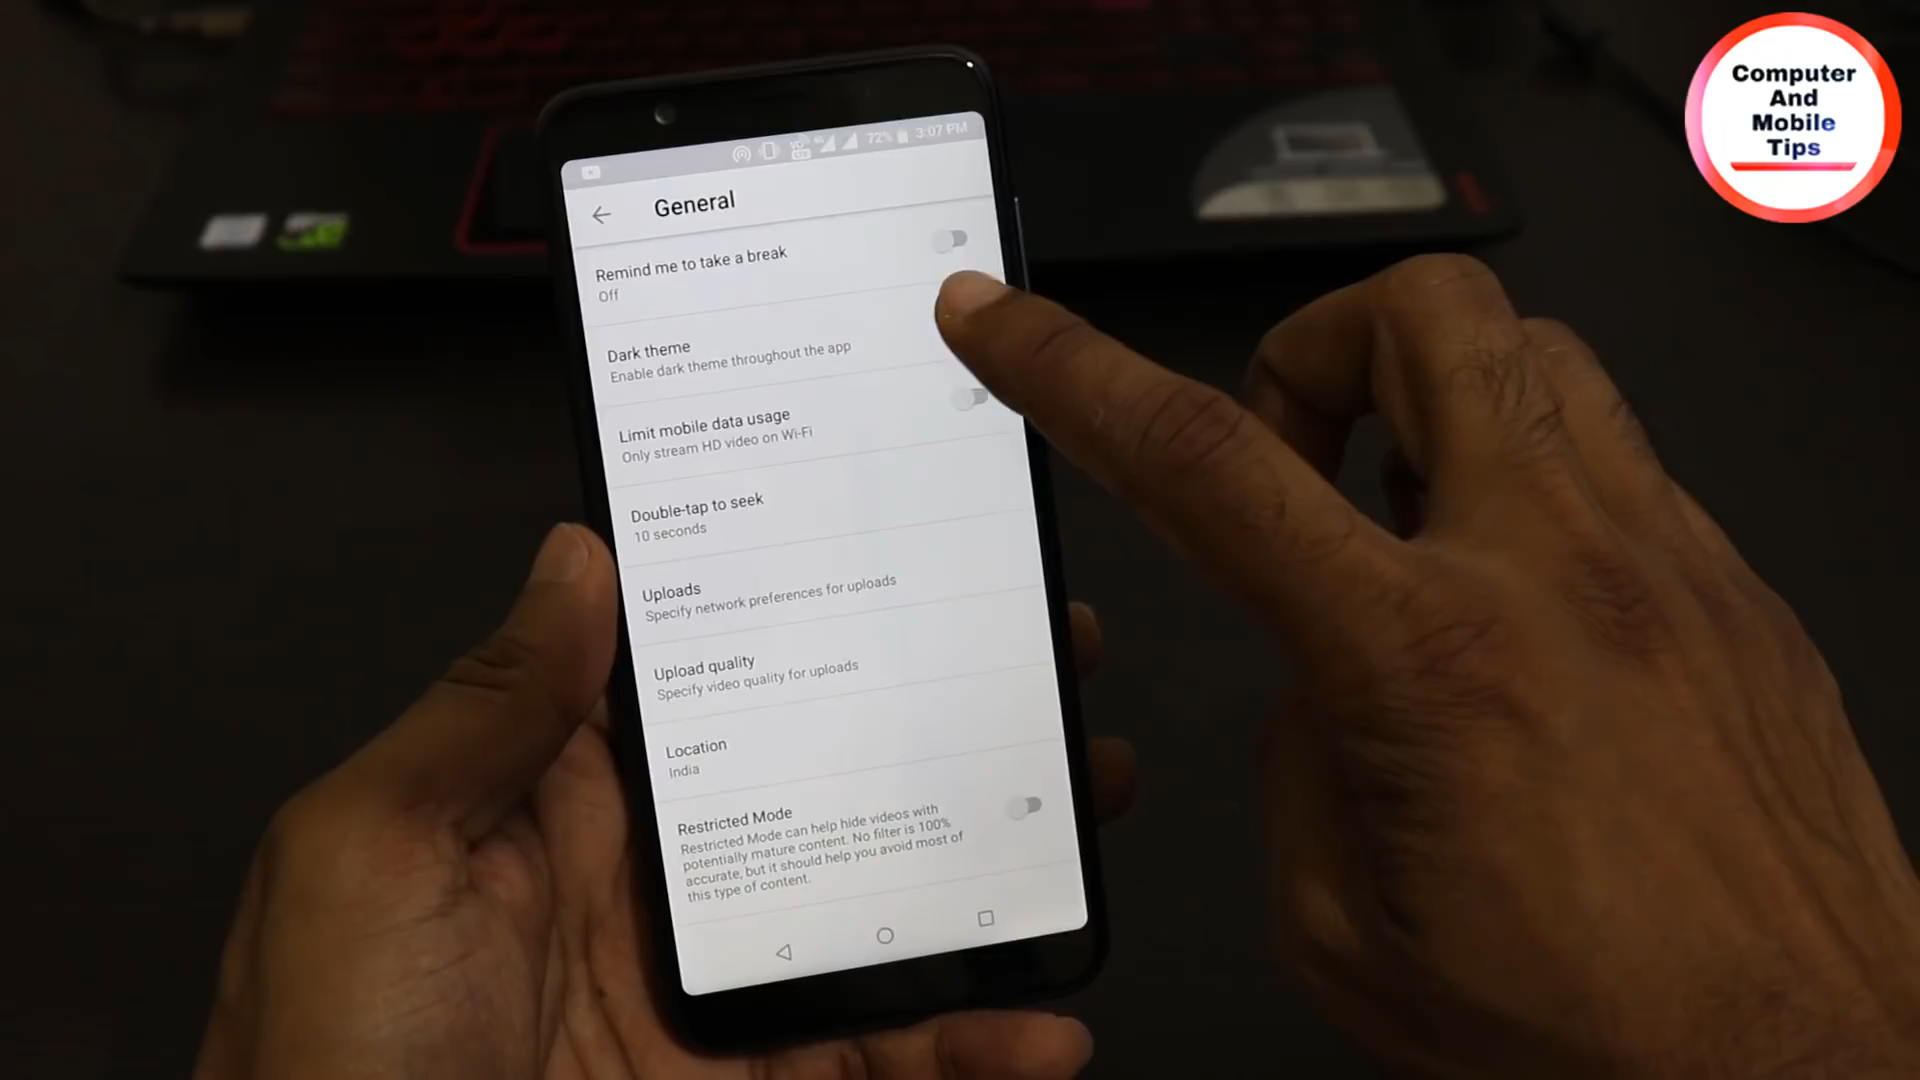 Computer
And
Mobile
Tips
72% 3:07 PM
General
Remind me to take a break
Off
Dark theme
Enable dark theme throughout the app
Limit mobile data usage
Only stream HD video on Wi-Fi
Double-tap to seek
10 seconds
Uploads
Specify network preferences for uploads
Upload quality
Specify video quality for uploads
Location
India
Restricted Mode
Restricted Mode can help hide videos with
potentially mature content. No filter is 100%
accurate, but it should help you avoid most of
this type of content.